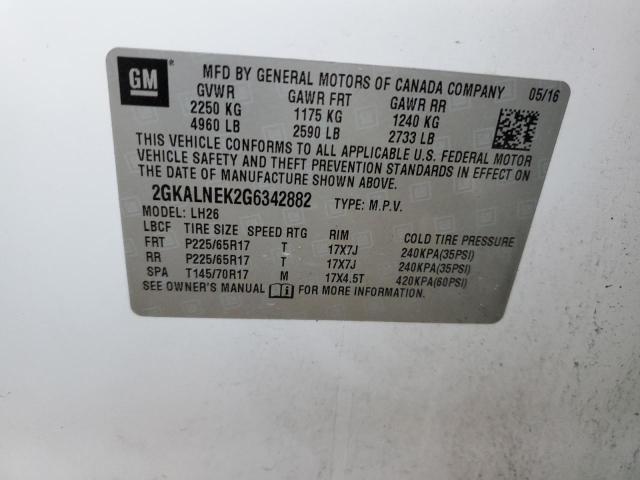 GM
MFD BY GENERAL MOTORS OF CANADA COMPANY 05/16
GVWR GAWR FRT GAWR RR
2250 KG 1175 KG 1240 KG
4960 LB 2590 LB 2733 LB
THIS VEHICLE CONFORMS TO ALL APPLICABLE U.S. FEDERAL MOTOR
VEHICLE SAFETY AND THEFT PREVENTION STANDARDS IN EFFECT ON
THE DATE OF MANUFACTURE SHOWN ABOVE.
2GKALNEK2G6342882 TYPE: M.P.V.
MODEL: LH26
LBCF TIRE SIZE SPEED RTG RIM COLD TIRE PRESSURE
FRT P225/65R17 T 17X7J 240KPA(35PSI)
RR P225/65R17 T 17X7J 240KPA(35PSI)
SPA T145/70R17 M 17X4.5T 420KPA(60PSI)
SEE OWNER'S MANUAL FOR MORE INFORMATION.